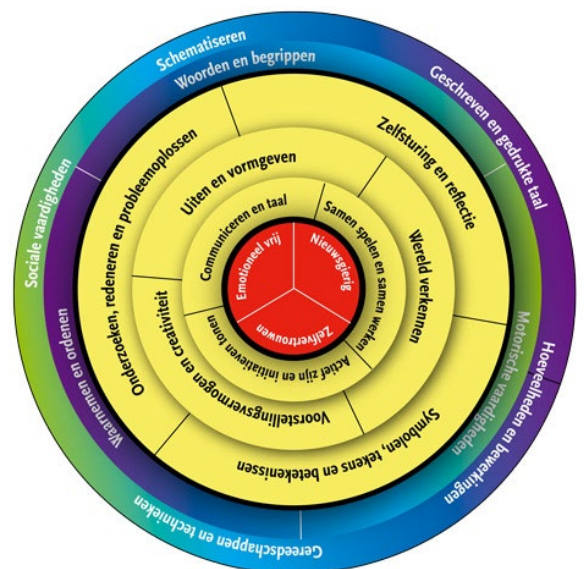 Schematiseren
Geschreven en gedrukte taal
Hoeveelheden en bewerkingen
Gereedschappen en technieken
Sociale vaardigheden
Woorden en begrippen
Motorische vaardigheden
Waarnemen en ordenen
Zelfsturing en reflectie
Symbolen, tekens en betekenissen
Onderzoeken, redeneren en probleemoplossen
Uiten en vormgeven
Wereld verkennen
Voorstellingsvermogen en creativiteit
Communiceren en taal
Samen spelen en samen werken
Actief zijn en initiatieven tonen
Emotioneel vrij
Nieuwsgierig
Zelfvertrouwen